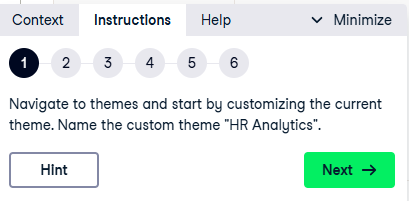 Context Instructions Help Minimize
1 2 3 4 5 6
Navigate to themes and start by customizing the current
theme. Name the custom theme "HR Analytics".
Hint Next